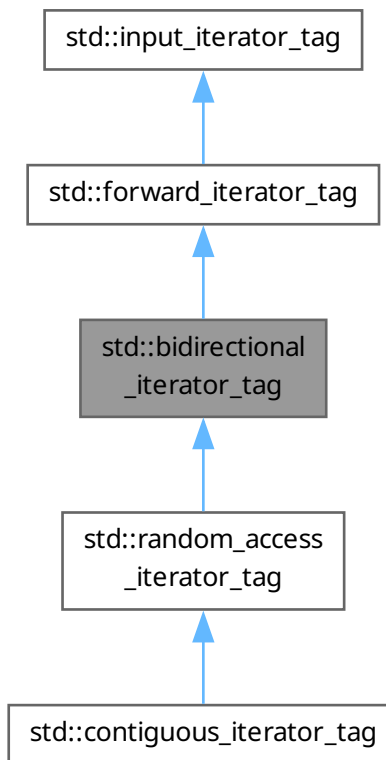 std::input_iterator_tag
std::forward_iterator_tag
std::bidirectional
_iterator_tag
std::random_access
_iterator_tag
std::contiguous_iterator_tag